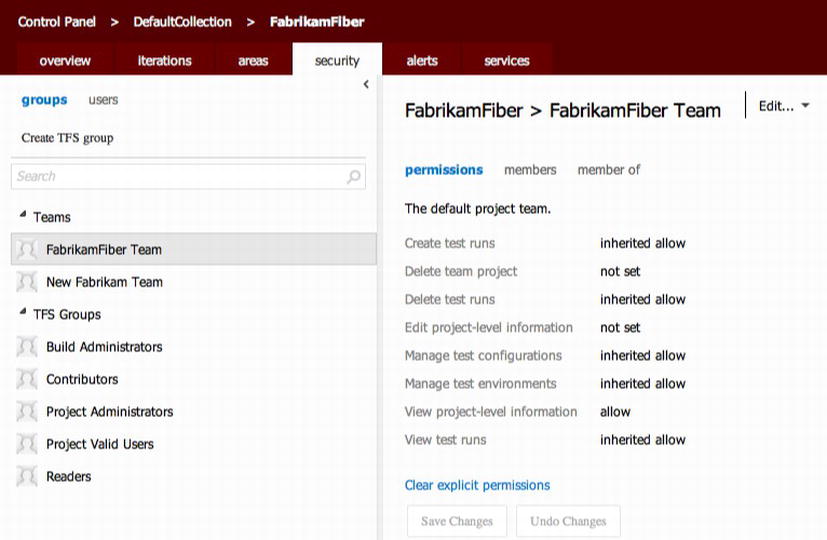 Control Panel > DefaultCollection > FabrikamFiber
overview iterations areas security alerts services
groups users
Create TFS group
Search
Teams
FabrikamFiber Team
New Fabrikam Team
TFS Groups
Build Administrators
Contributors
Project Administrators
Project Valid Users
Readers
FabrikamFiber > FabrikamFiber Team
Edit...
permissions members member of
The default project team.
Create test runs inherited allow
Delete team project not set
Delete test runs inherited allow
Edit project-level information not set
Manage test configurations inherited allow
Manage test environments inherited allow
View project-level information allow
View test runs inherited allow
Clear explicit permissions
Save Changes Undo Changes